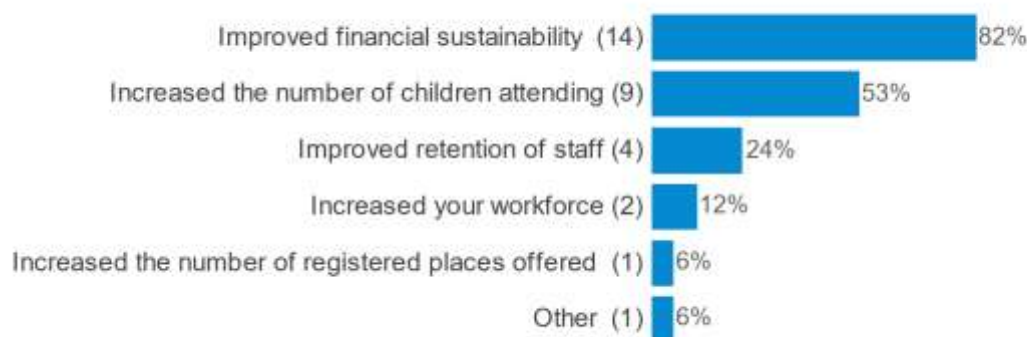 Improved financial sustainability (14) 82%
Increased the number of children attending (9) 53%
Improved retention of staff (4) 24%
Increased your workforce (2) 12%
Increased the number of registered places offered (1) 6%
Other (1) 6%